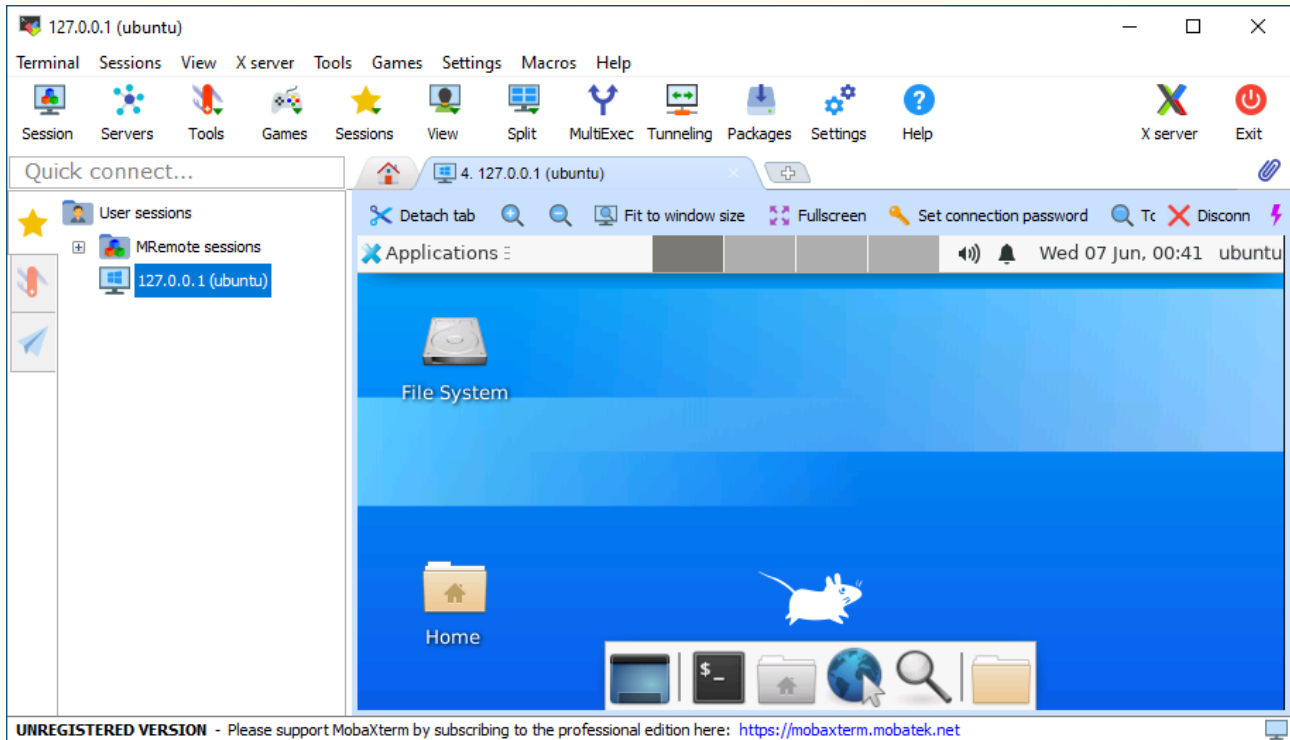 127.0.0.1 (ubuntu)
Terminal Sessions View X server Tools Games Settings Macros Help
Session Servers Tools Games Sessions View Split MultiExec Tunneling Packages Settings Help X server Exit
Quick connect...
4. 127.0.0.1 (ubuntu)
Detach tab Fit to window size Fullscreen Set connection password Tc Disconn
User sessions
MRemote sessions
127.0.0.1 (ubuntu)
Applications Wed 07 Jun, 00:41 ubuntu
File System
Home
$_
UNREGISTERED VERSION - Please support MobaXterm by subscribing to the professional edition here: https://mobaxterm.mobatek.net